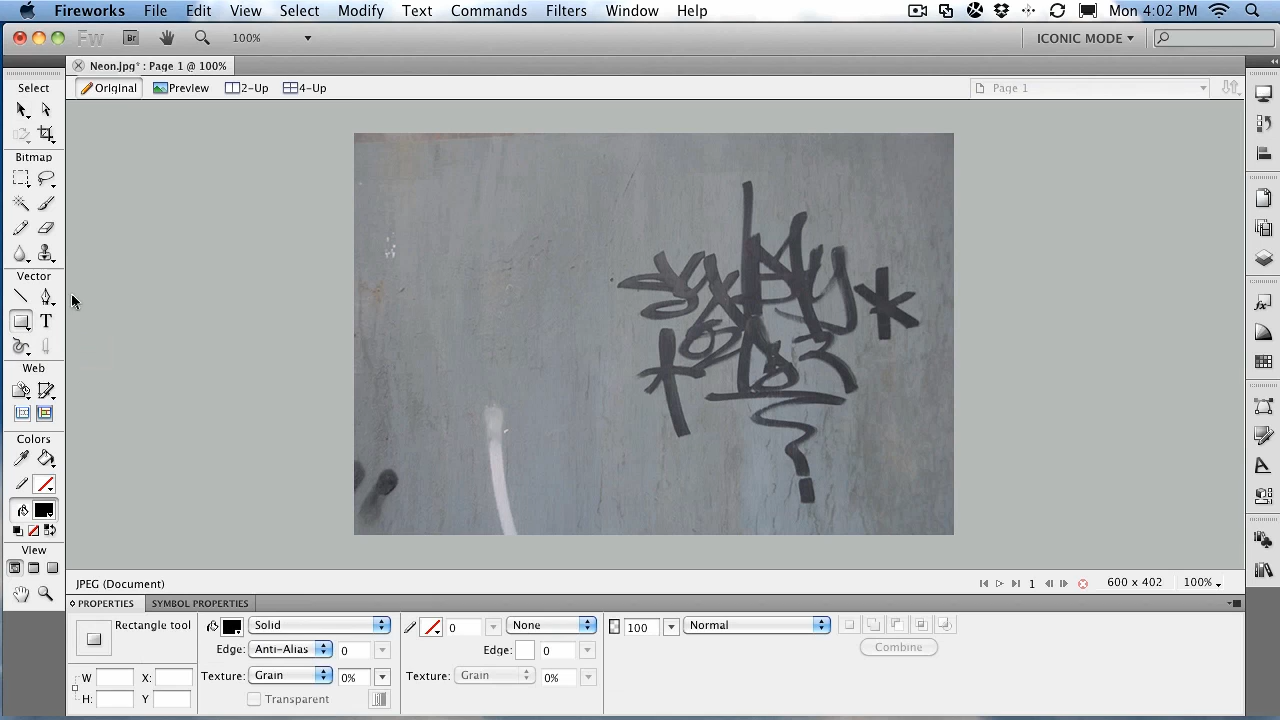 Fireworks File Edit View Select Modify Text Commands Filters Window Help Mon 4:02 PM
Fw Br 100% ICONIC MODE
Neon.jpg* : Page 1 @ 100%
Original Preview 2-Up 4-Up Page 1
Select
Bitmap
Vector
T
Web
Colors
View
JPEG (Document) 1 600 x 402 100%
PROPERTIES SYMBOL PROPERTIES
Rectangle tool Solid 0 None 100 Normal
Edge: Anti-Alias 0 Edge: 0 Combine
W X: Texture: Grain 0% Texture: Grain 0%
H: Y Transparent